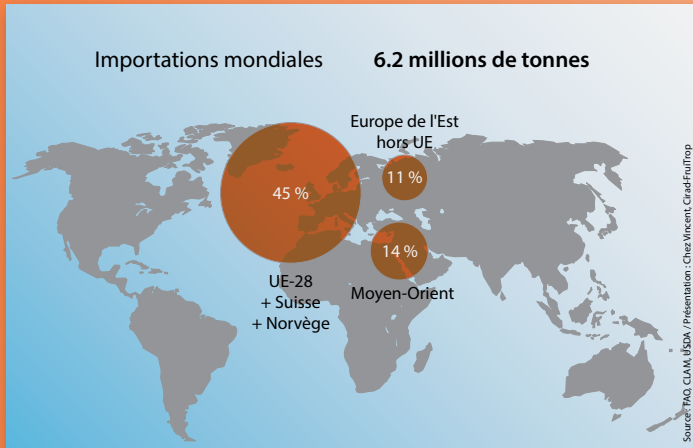 Importations mondiales 6.2 millions de tonnes
Europe de l'Est
hors UE
11 %
45 %
14 %
UE-28
+ Suisse
+ Norvège
Moyen-Orient
Source : FAO, CLAM, USDA / Présentation : Chez Vincent, Cirad-FruiTrop